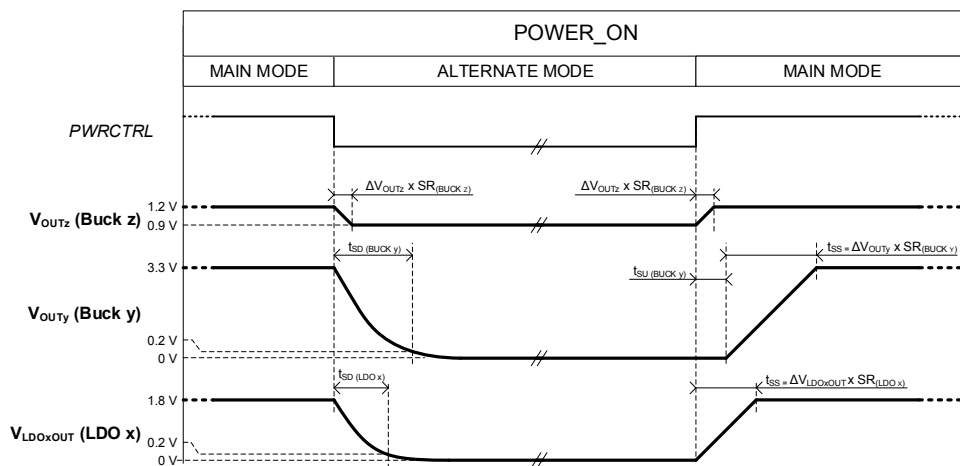 POWER_ON
MAIN MODE ALTERNATE MODE MAIN MODE
PWRCTRL
ΔVOUTz x SR(BUCK z) ΔVOUTz x SR(BUCK z)
1.2 V
VOUTz (Buck z)
0.9 V
tSD (BUCK y) tSS = ΔVOUTy x SR(BUCK Y)
3.3 V
tSU (BUCK y)
VOUTy (Buck y)
0.2 V
0 V
tSD (LDO x) tSS = ΔVLDOxOUT x SR(LDO x)
1.8 V
VLDOxOUT (LDO x)
0.2 V
0 V